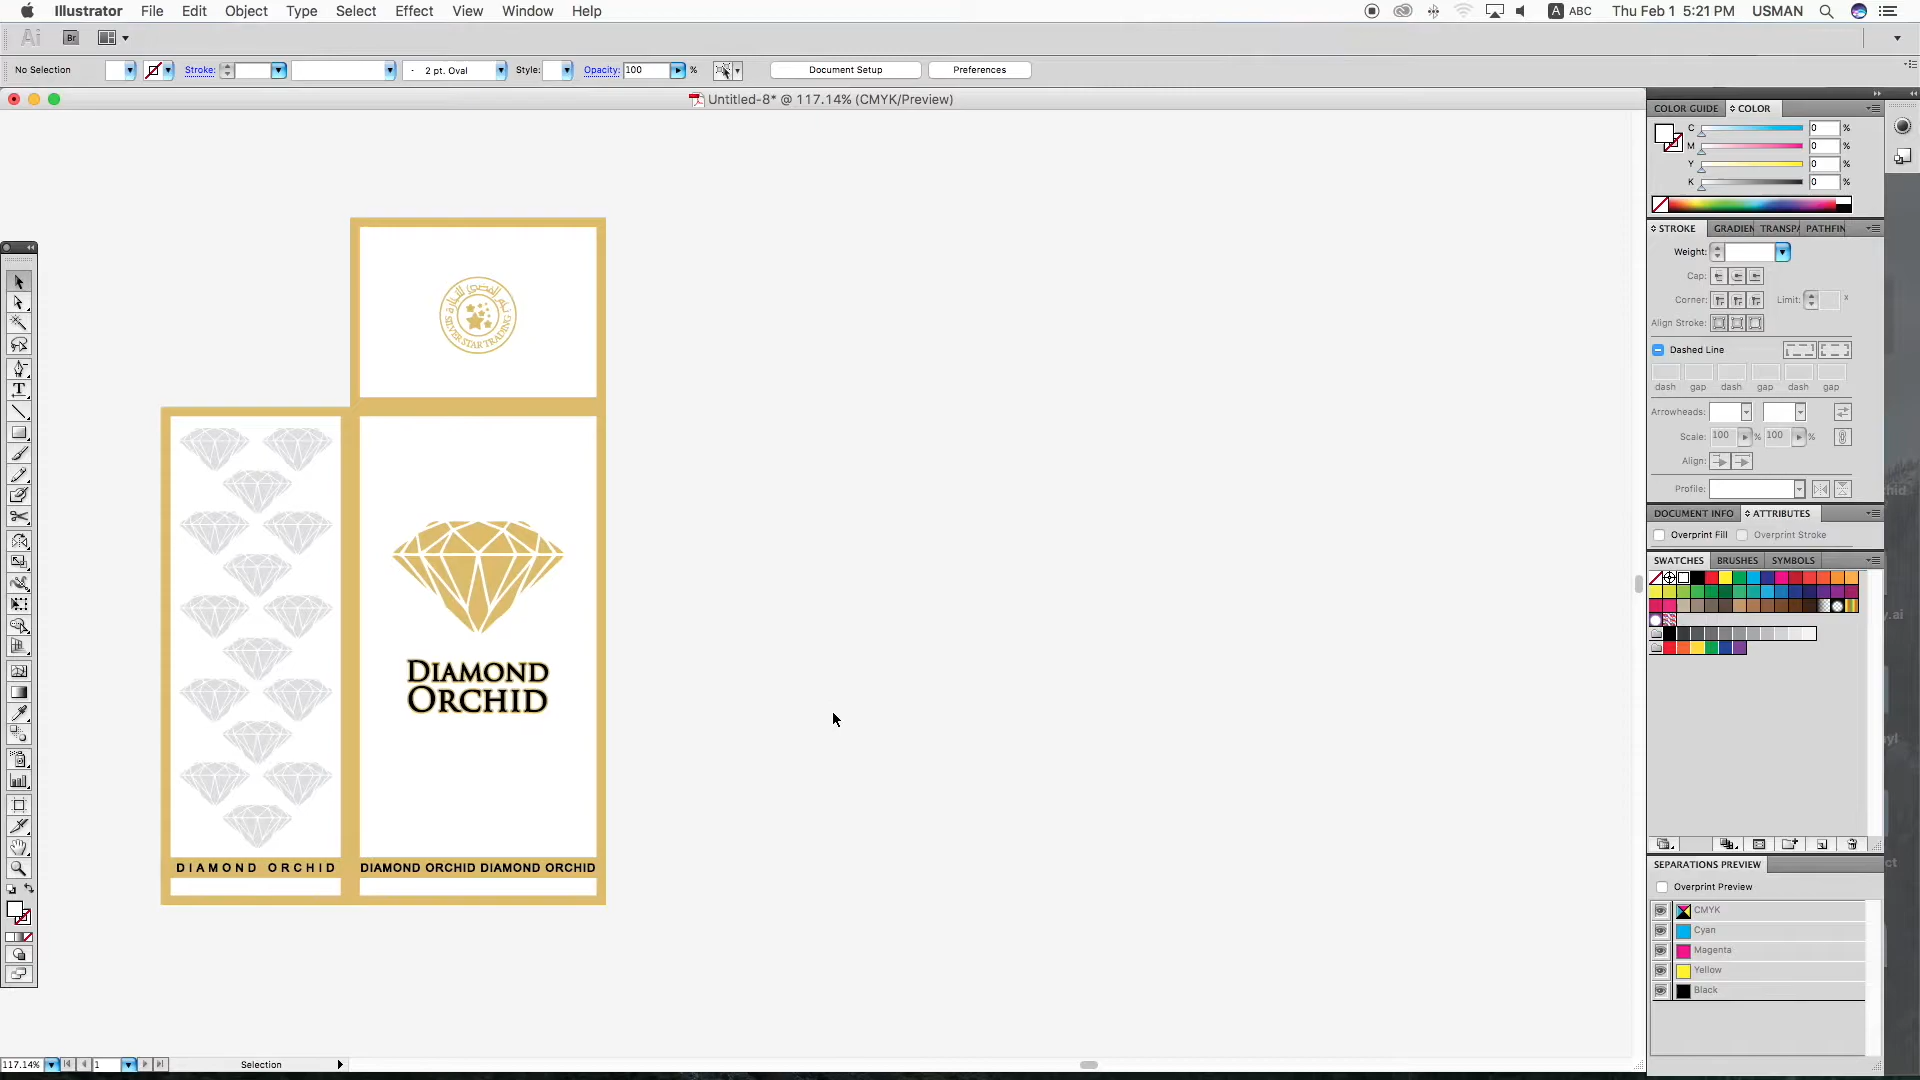 Illustrator File Edit Object Type Select Effect View Window Help
ABC Thu Feb 1 5:21 PM USMAN
Ai Br
No Selection Stroke: 2 pt. Oval Style: Opacity: 100 % Document Setup Preferences
Untitled-8* @ 117.14% (CMYK/Preview)
COLOR GUIDE COLOR
C 0 %
M 0 %
Y 0 %
K 0 %
STROKE GRADIEN TRANSPA PATHFIN
Weight:
Cap:
Corner: Limit: x
Align Stroke:
Dashed Line
dash gap dash gap dash gap
Arrowheads:
Scale: 100 % 100 %
Align:
Profile:
DOCUMENT INFO ATTRIBUTES
Overprint Fill Overprint Stroke
SWATCHES BRUSHES SYMBOLS
SEPARATIONS PREVIEW
Overprint Preview
CMYK
Cyan
Magenta
Yellow
Black
SILVER STAR TRADING
DIAMOND
ORCHID
DIAMOND ORCHID
DIAMOND ORCHID DIAMOND ORCHID
117.14% 1 Selection